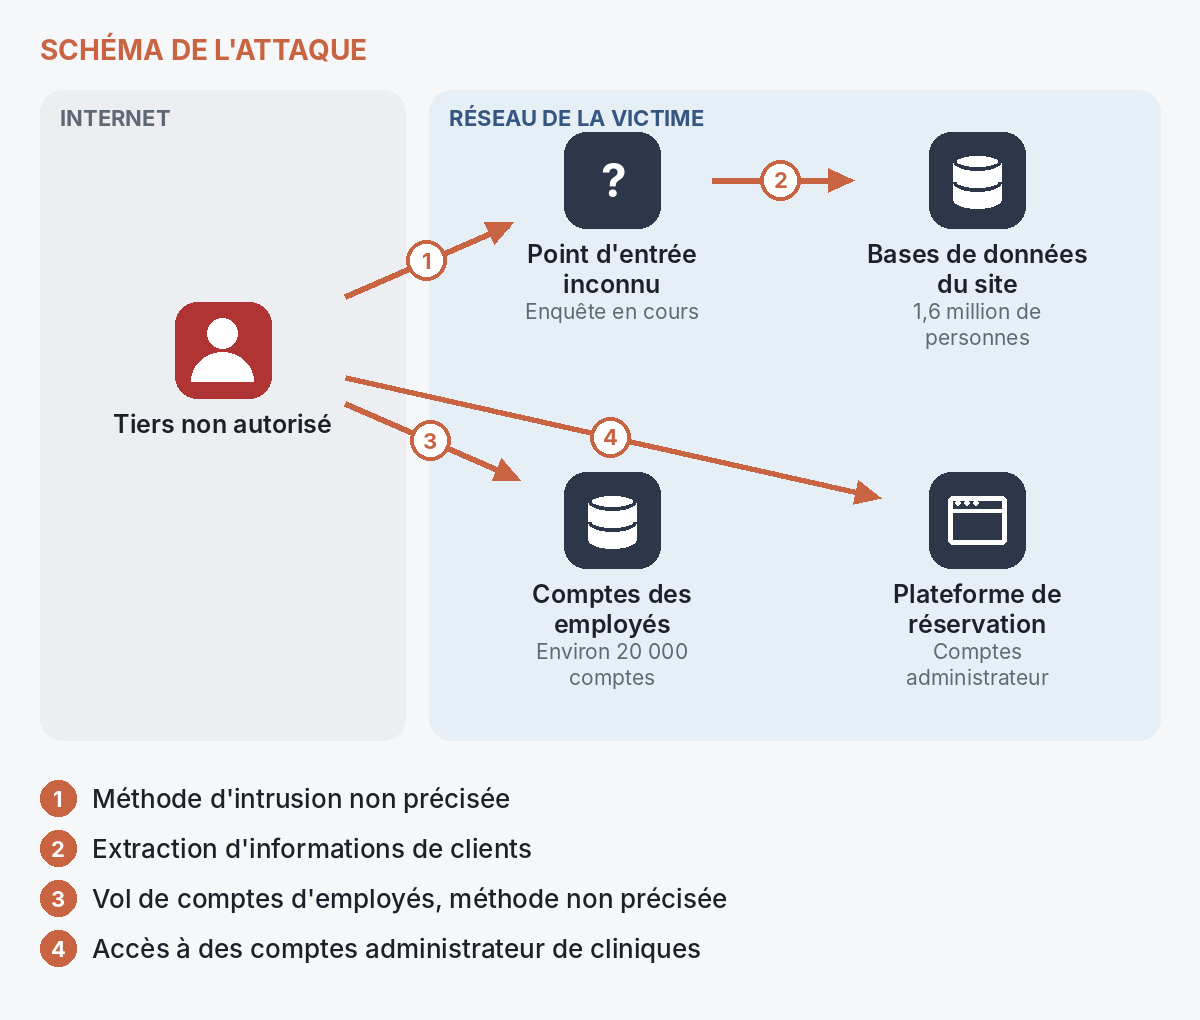 SCHÉMA DE L'ATTAQUE
INTERNET
RÉSEAU DE LA VICTIME
?
2
Point d'entrée
inconnu
Enquête en cours
Bases de données
du site
1,6 million de
personnes
1
Tiers non autorisé
3
4
Comptes des
employés
Environ 20 000
comptes
Plateforme de
réservation
Comptes
administrateur
1 Méthode d'intrusion non précisée
2 Extraction d'informations de clients
3 Vol de comptes d'employés, méthode non précisée
4 Accès à des comptes administrateur de cliniques